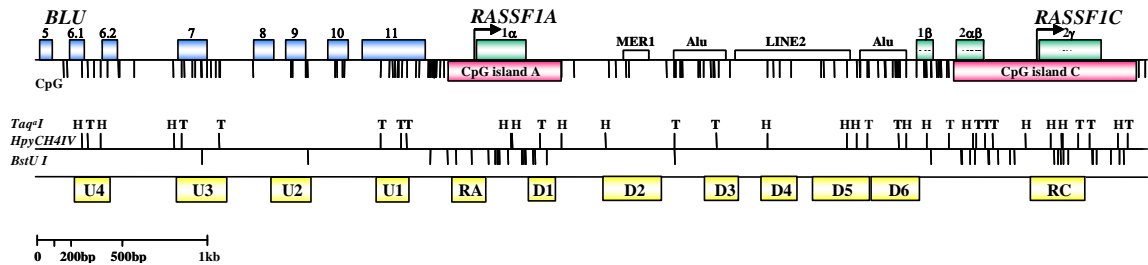 BLU RASSF1A RASSF1C
5 6.1 6.2 7 8 9 10 11 1α MER1 Alu LINE2 Alu 1β 2αβ 2γ
CpG CpG island A CpG island C
TaqᵅI H T H H T T T T T H H T H H T T H H H T T H H T H T T T H H H T T H T
HpyCH4IV
BstU I
U4 U3 U2 U1 RA D1 D2 D3 D4 D5 D6 RC
0 200bp 500bp 1kb